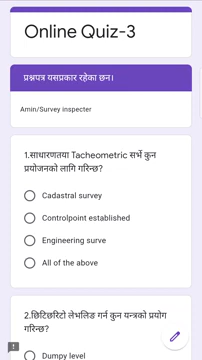 Online Quiz-3
प्रश्नपत्र यसप्रकार रहेका छन।
Amin/Survey inspecter
1.साधारणतया Tacheometric सर्भे कुन
प्रयोजनको लागि गरिन्छ?
Cadastral survey
Controlpoint established
Engineering surve
All of the above
2.छिटिछरिटो लेभलिङ गर्न कुन यन्त्रको प्रयोग
गरिन्छ?
Dumpy level